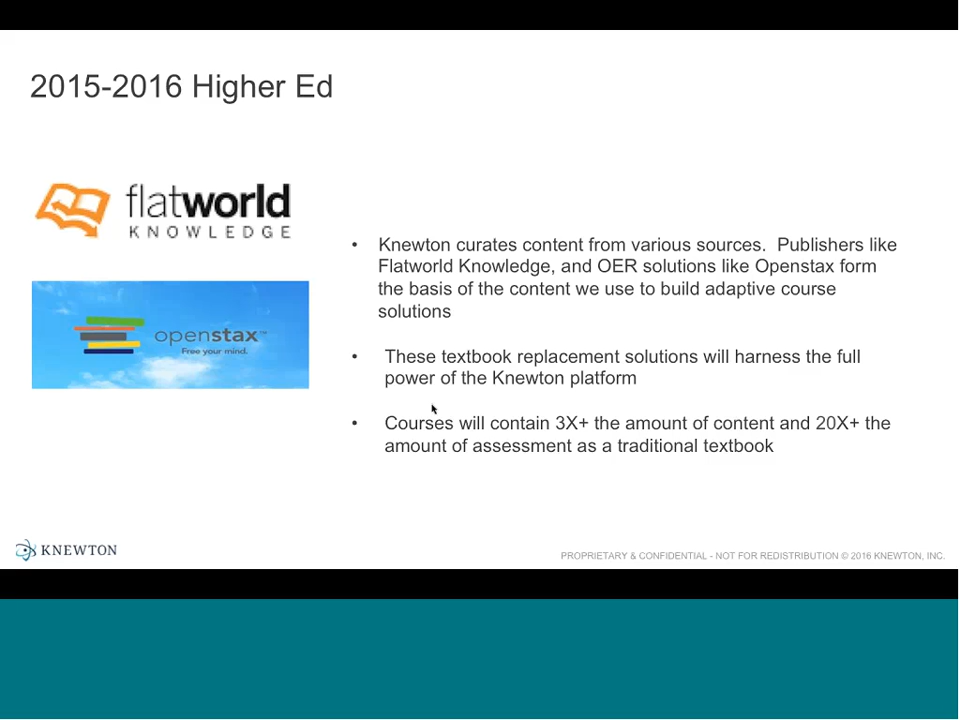 2015-2016 Higher Ed
flatworld
KNOWLEDGE
openstax™
Free your mind.
• Knewton curates content from various sources.  Publishers like
Flatworld Knowledge, and OER solutions like Openstax form
the basis of the content we use to build adaptive course
solutions
• These textbook replacement solutions will harness the full
power of the Knewton platform
• Courses will contain 3X+ the amount of content and 20X+ the
amount of assessment as a traditional textbook
KNEWTON
PROPRIETARY & CONFIDENTIAL - NOT FOR REDISTRIBUTION © 2016 KNEWTON, INC.